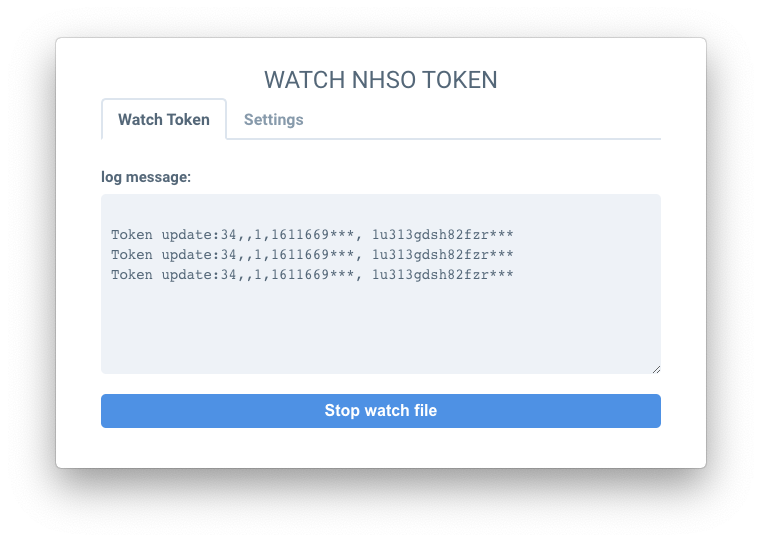 WATCH NHSO TOKEN
Watch Token
Settings
log message:
Token update:34,,1,1611669***, 1u313gdsh82fzr***
Token update:34,,1,1611669***, 1u313gdsh82fzr***
Token update:34,,1,1611669***, 1u313gdsh82fzr***
Stop watch file